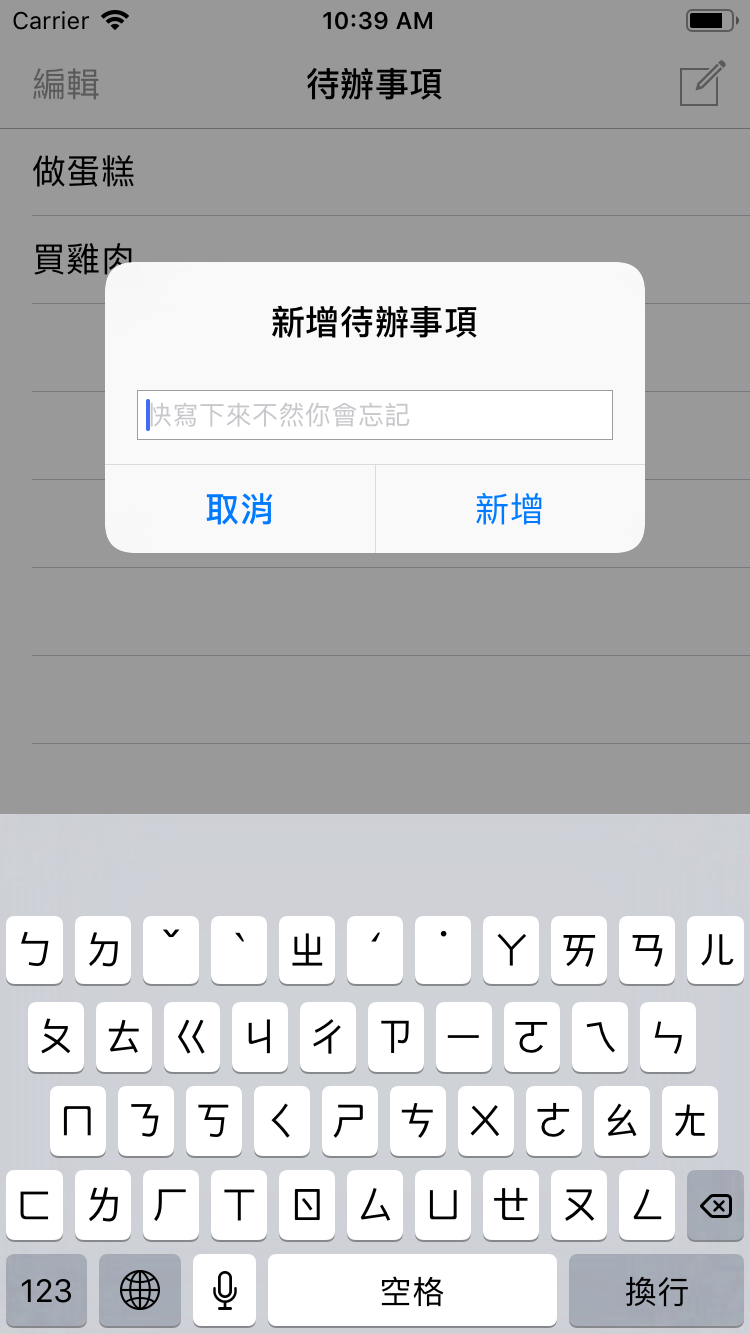 Carrier 10:39 AM
編輯 待辦事項
做蛋糕
買雞肉
新增待辦事項
快寫下來不然你會忘記
取消 新增
ㄅ ㄉ ˇ ˋ ㄓ ˊ ˙ ㄚ ㄞ ㄢ ㄦ
ㄆ ㄊ ㄍ ㄐ ㄔ ㄗ ㄧ ㄛ ㄟ ㄣ
ㄇ ㄋ ㄎ ㄑ ㄕ ㄘ ㄨ ㄜ ㄠ ㄤ
ㄈ ㄌ ㄏ ㄒ ㄖ ㄙ ㄩ ㄝ ㄡ ㄥ
123 空格 換行